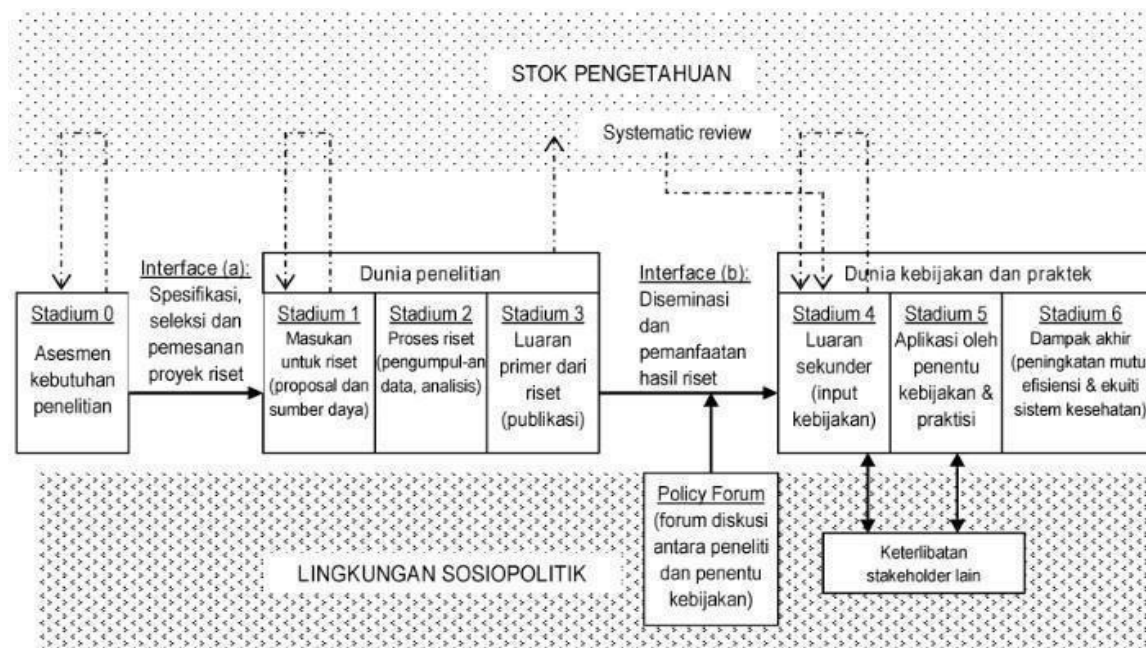 STOK PENGETAHUAN
Systematic review
Interface (a):
Spesifikasi,
seleksi dan
pemesanan
proyek riset
Dunia penelitian
Interface (b):
Diseminasi
dan
pemanfaatan
hasil riset
Dunia kebijakan dan praktek
Stadium 0
Asesmen
kebutuhan
penelitian
Stadium 1
Masukan
untuk riset
(proposal dan
sumber daya)
Stadium 2
Proses riset
(pengumpul-an
data, analisis)
Stadium 3
Luaran
primer dari
riset
(publikasi)
Stadium 4
Luaran
sekunder
(input
kebijakan)
Stadium 5
Aplikasi oleh
penentu
kebijakan &
praktisi
Stadium 6
Dampak akhir
(peningkatan mutu
efisiensi & ekuiti
sistem kesehatan)
Policy Forum
(forum diskusi
antara peneliti
dan penentu
kebijakan)
Keterlibatan
stakeholder lain
LINGKUNGAN SOSIOPOLITIK